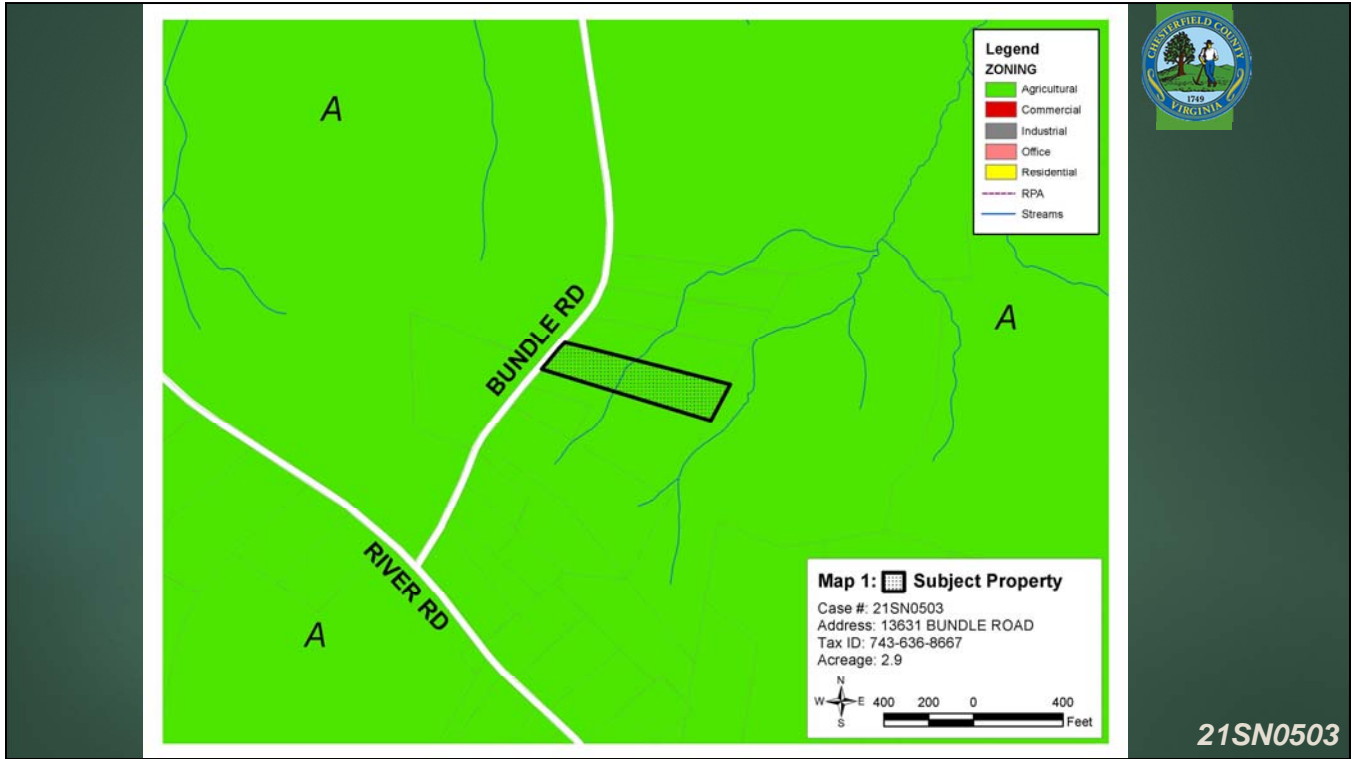 Legend
ZONING
Agricultural
Commercial
Industrial
Office
Residential
RPA
Streams
CHESTERFIELD COUNTY
1749
VIRGINIA
A
A
BUNDLE RD
RIVER RD
A
Map 1: Subject Property
Case #: 21SN0503
Address: 13631 BUNDLE ROAD
Tax ID: 743-636-8667
Acreage: 2.9
N
W E
S
400 200 0 400
Feet
21SN0503